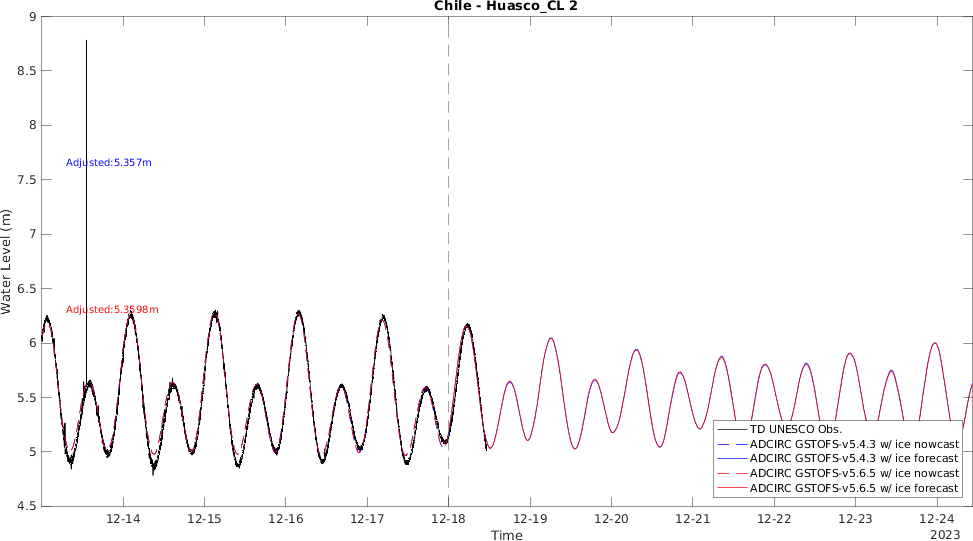 Chile - Huasco_CL 2
9
8.5
8
7.5
7
6.5
6
5.5
5
4.5
Water Level (m)
Adjusted:5.357m
Adjusted:5.3598m
TD UNESCO Obs.
ADCIRC GSTOFS-v5.4.3 w/ ice nowcast
ADCIRC GSTOFS-v5.4.3 w/ ice forecast
ADCIRC GSTOFS-v5.6.5 w/ ice nowcast
ADCIRC GSTOFS-v5.6.5 w/ ice forecast
12-14 12-15 12-16 12-17 12-18 12-19 12-20 12-21 12-22 12-23 12-24
2023
Time